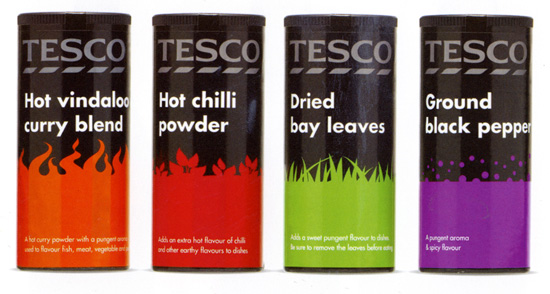 TESCO
Hot vindaloo
curry blend
A hot curry powder with a pungent aroma
used to flavour fish, meat, vegetable and
TESCO
Hot chilli
powder
Adds an extra hot flavour of chilli
and other earthy flavours to dishes
TESCO
Dried
bay leaves
Adds a sweet pungent flavour to dishes.
Be sure to remove the leaves before eating
TESCO
Ground
black pepper
A pungent aroma
& spicy flavour